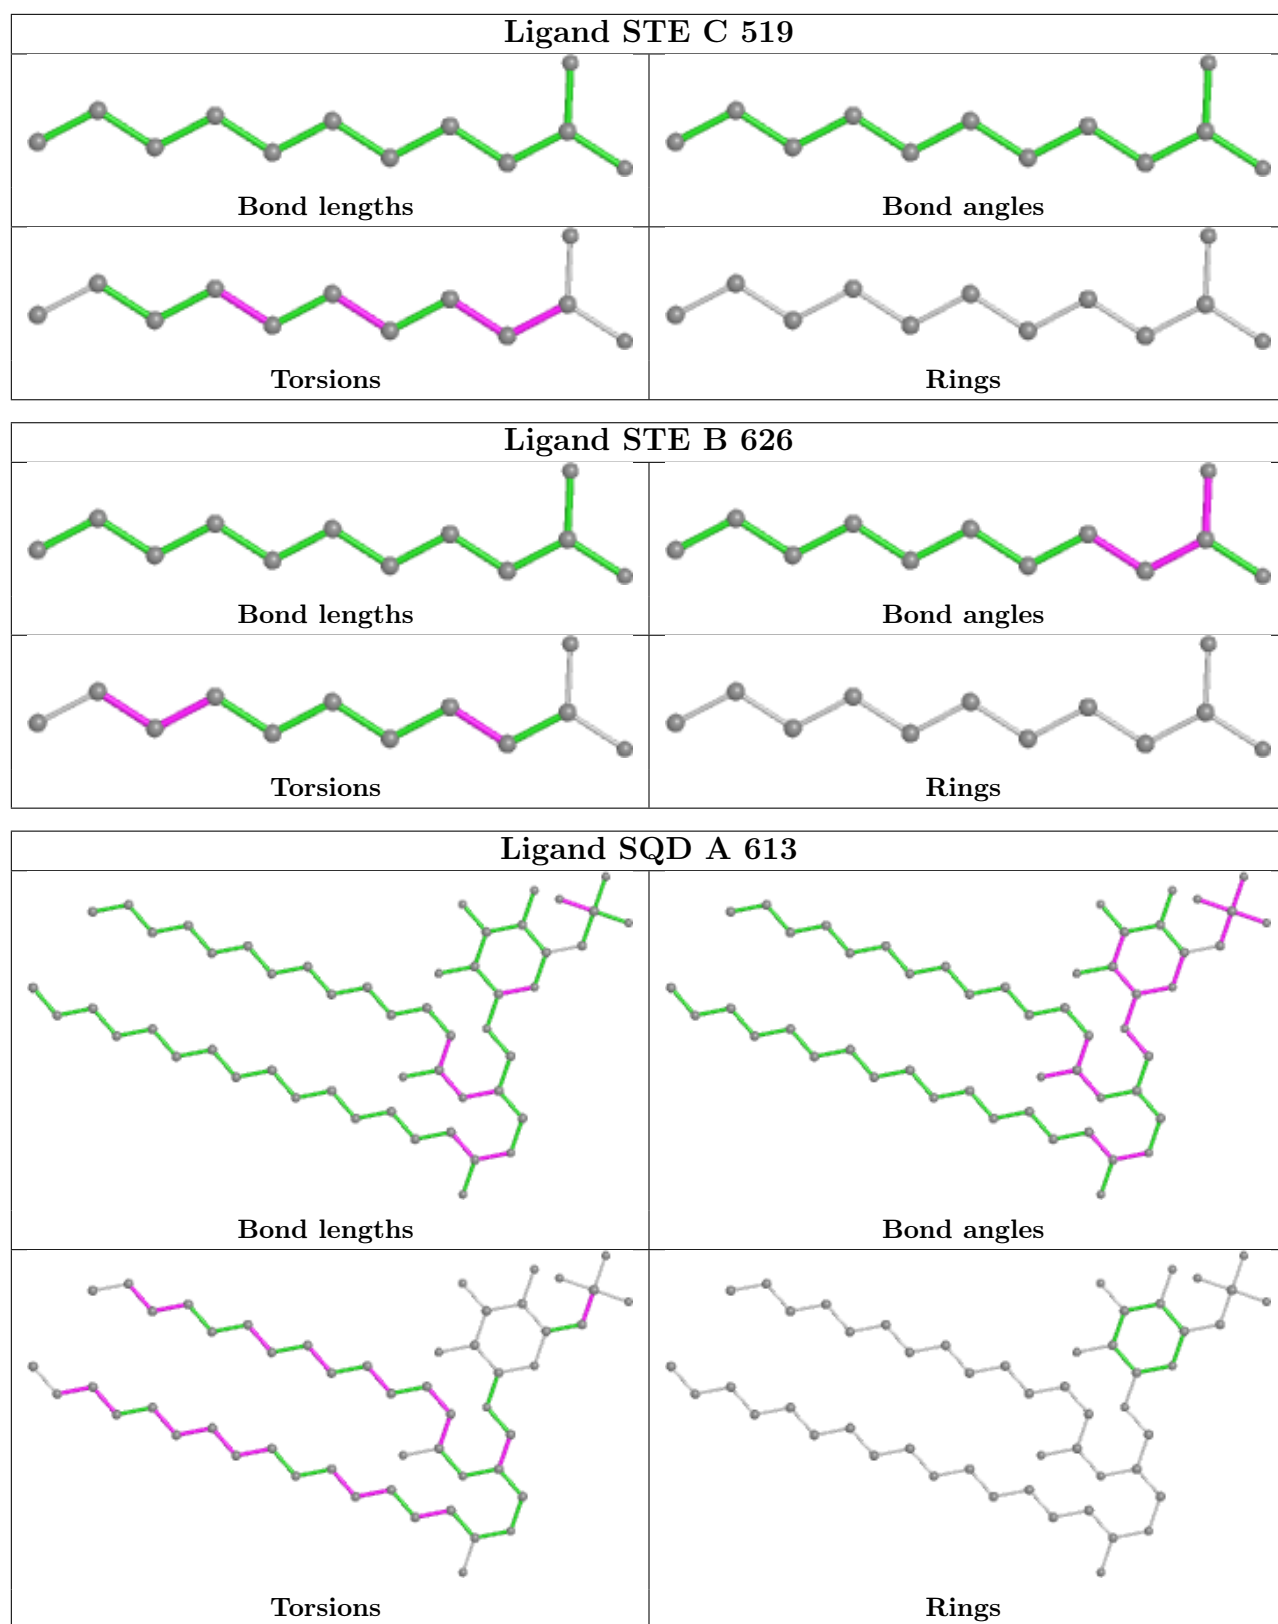 Ligand STE C 519
Bond lengths
Bond angles
Torsions
Rings
Ligand STE B 626
Bond lengths
Bond angles
Torsions
Rings
Ligand SQD A 613
Bond lengths
Bond angles
Torsions
Rings